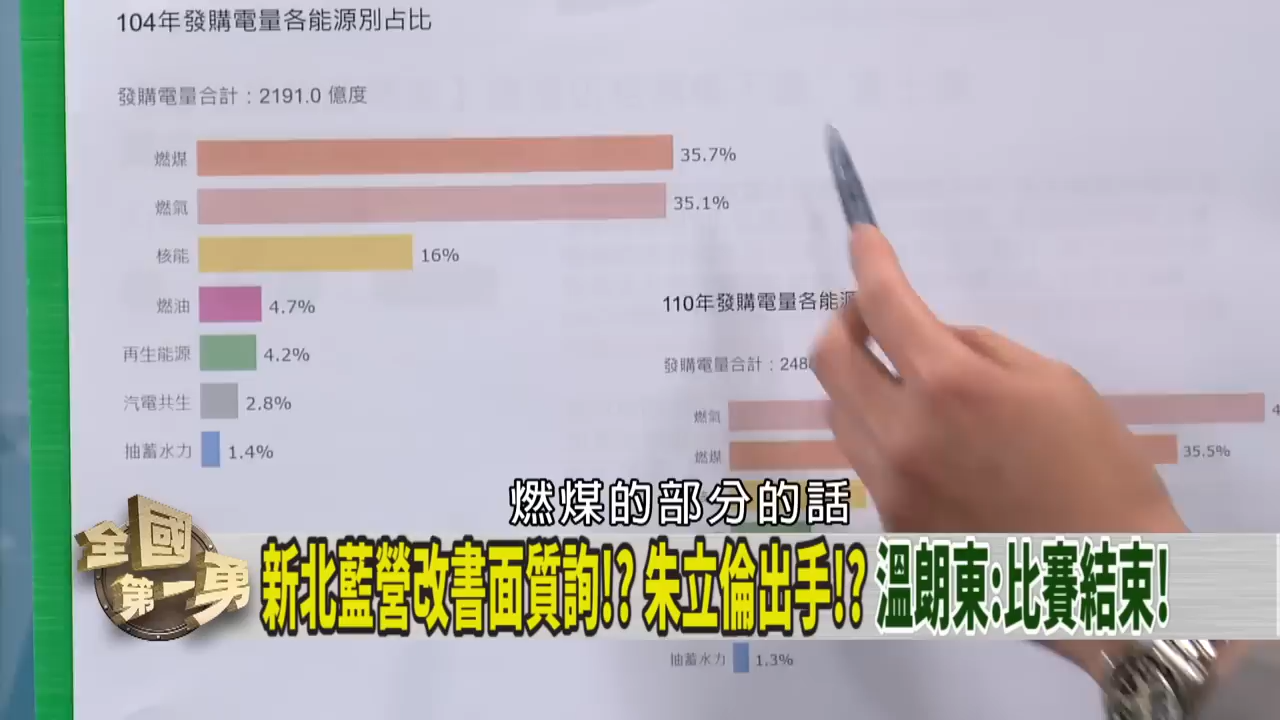 104年發購電量各能源別占比
發購電量合計：2191.0 億度
燃煤 35.7%
燃氣 35.1%
核能 16%
燃油 4.7%
再生能源 4.2%
汽電共生 2.8%
抽蓄水力 1.4%
110年發購電量各能源
發購電量合計：248
燃氣 4
燃煤 35.5%
抽蓄水力 1.3%
燃煤的部分的話
全國第一勇
新北藍營改書面質詢!? 朱立倫出手!? 溫朗東:比賽結束!